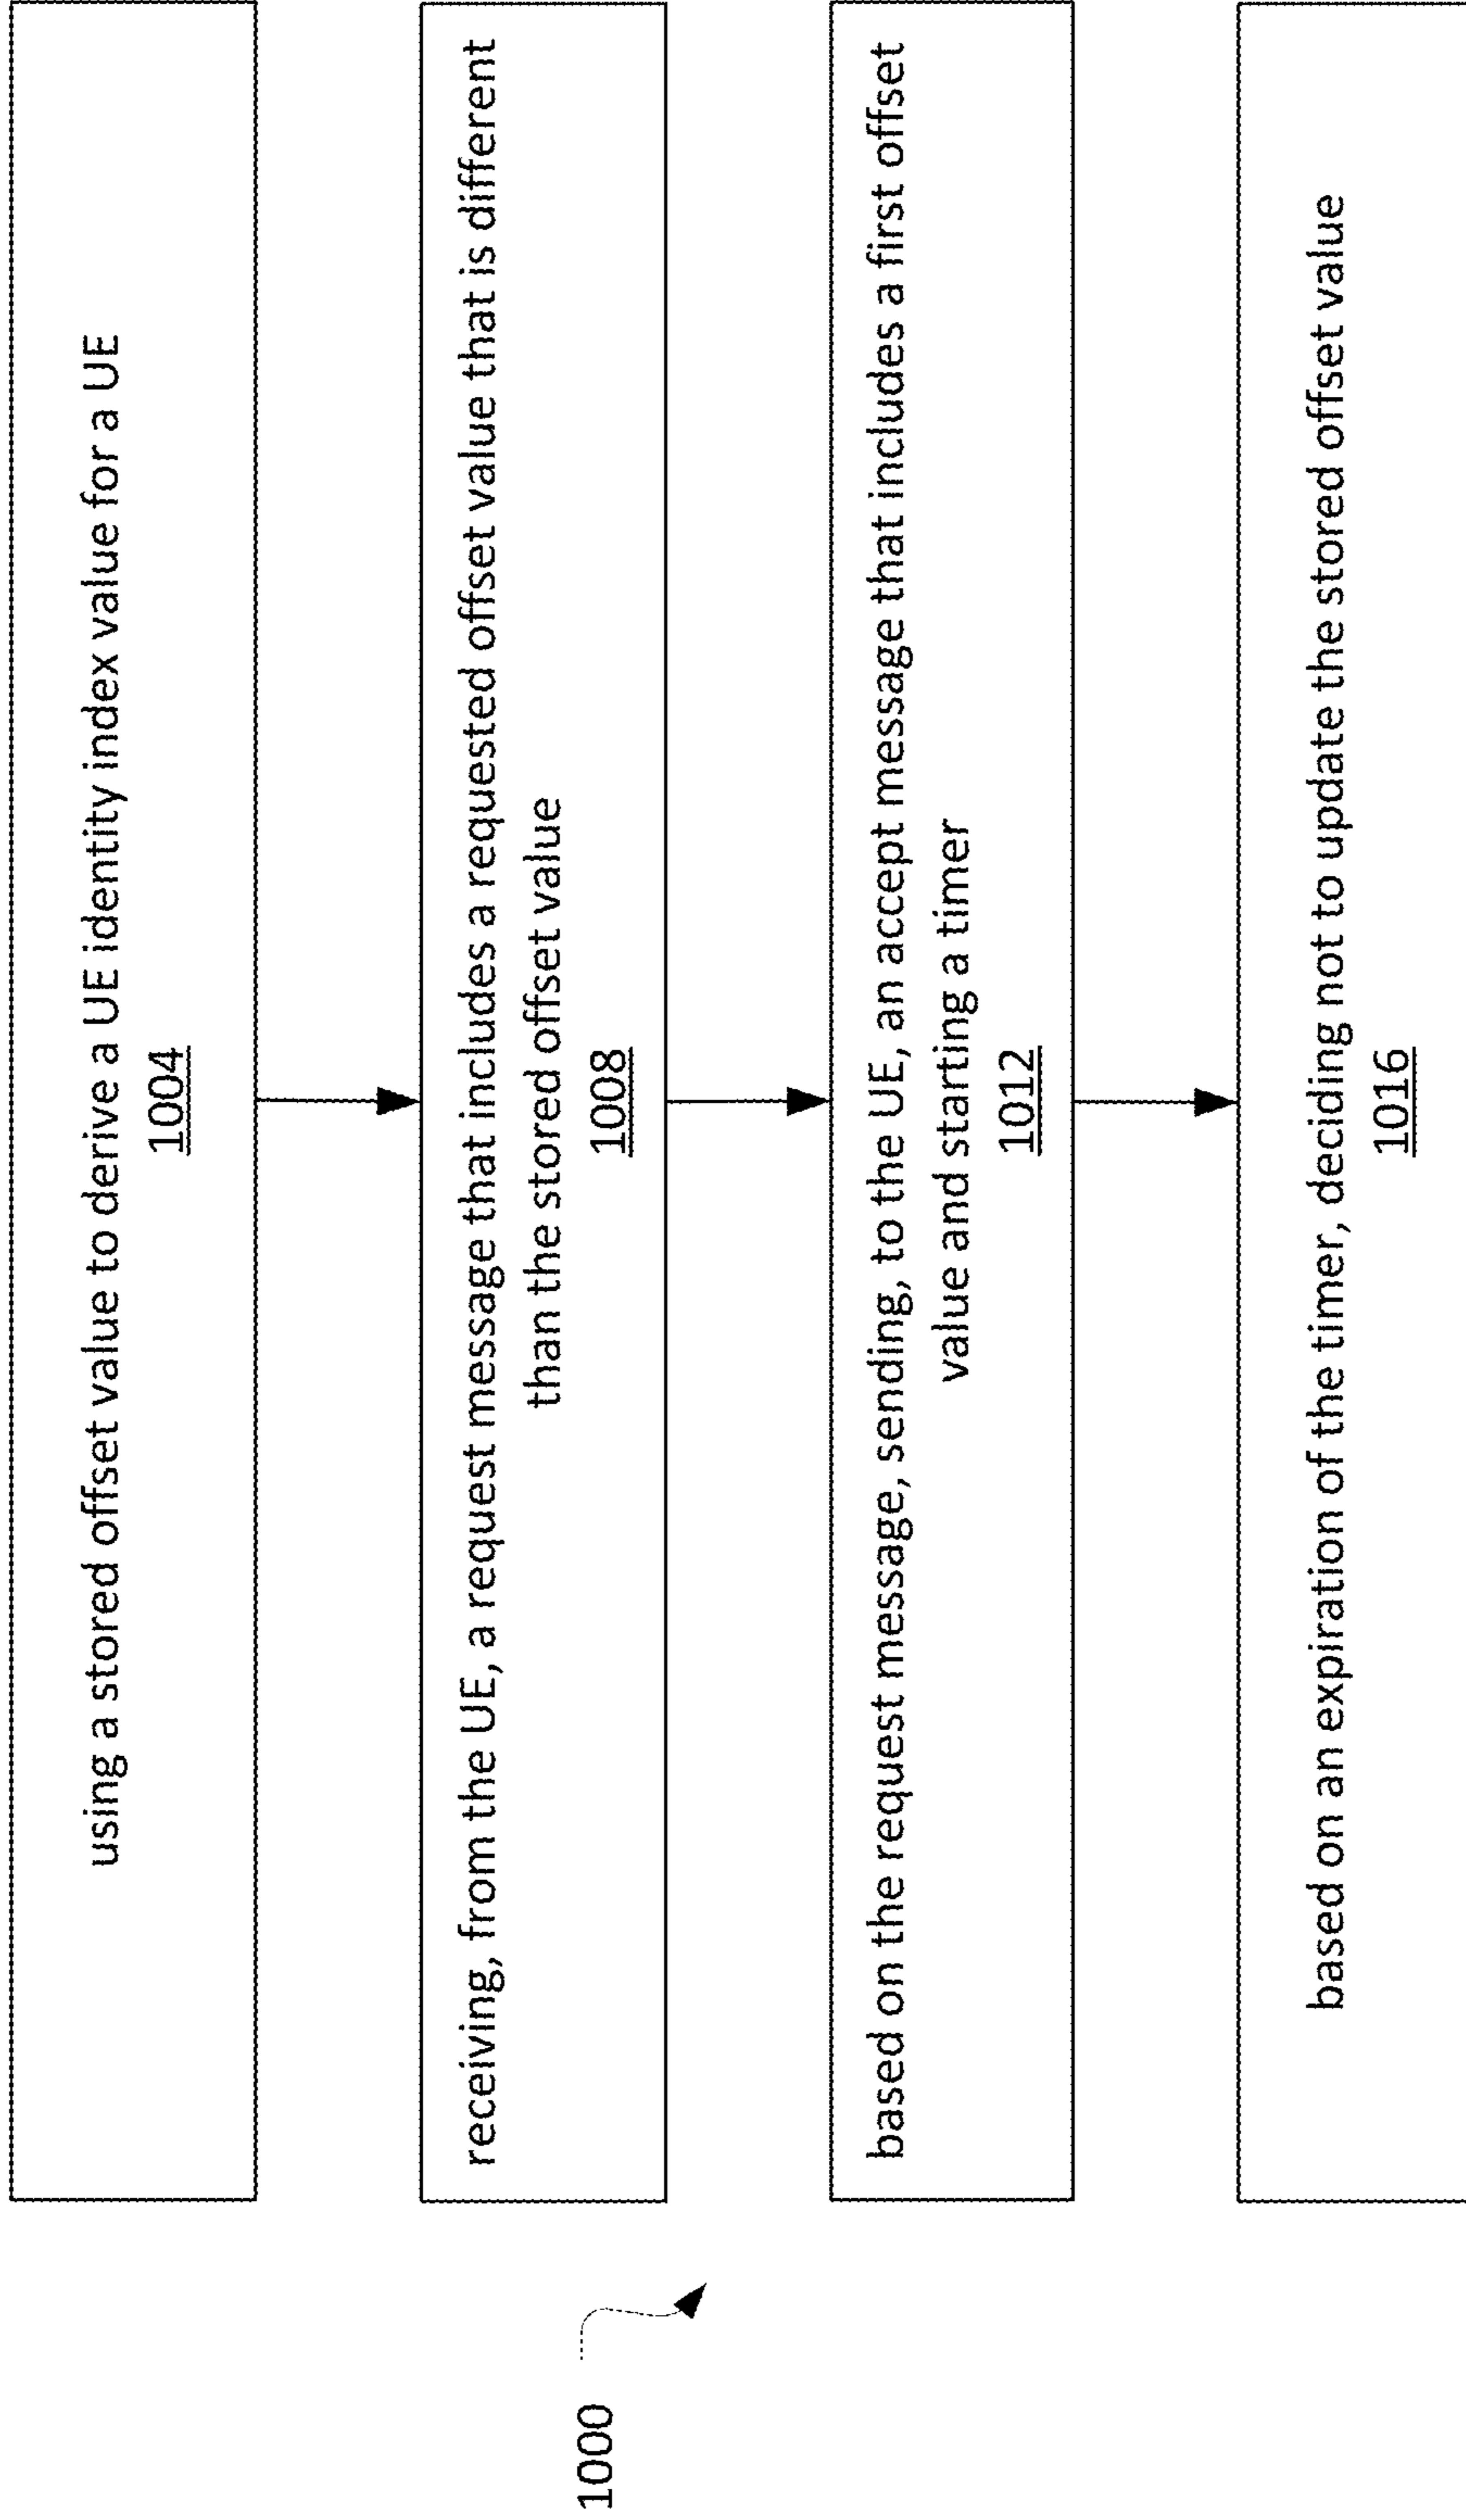 using a stored offset value to derive a UE identity index value for a UE
1004
receiving, from the UE, a request message that includes a requested offset value that is different
than the stored offset value
1008
based on the request message, sending, to the UE, an accept message that includes a first offset
value and starting a timer
1012
based on an expiration of the timer, deciding not to update the stored offset value
1016
1000